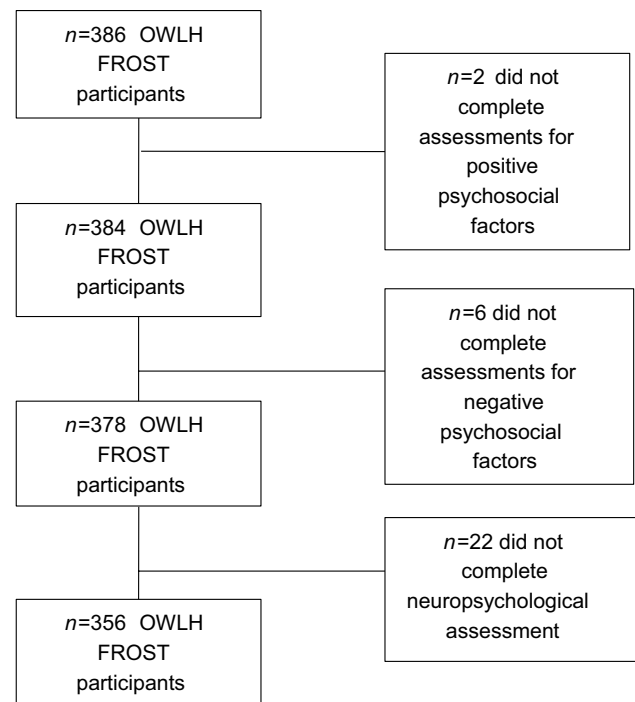 n=386 OWLH
FROST
participants
n=2 did not
complete
assessments for
positive
psychosocial
factors
n=384 OWLH
FROST
participants
n=6 did not
complete
assessments for
negative
psychosocial
factors
n=378 OWLH
FROST
participants
n=22 did not
complete
neuropsychological
assessment
n=356 OWLH
FROST
participants